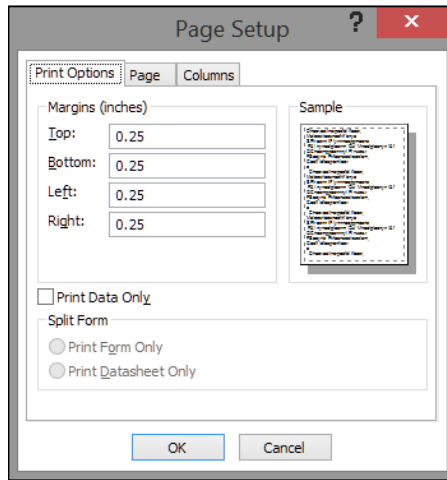 Page Setup ?
Print Options Page Columns
Margins (inches) Sample
Top: 0.25
Bottom: 0.25
Left: 0.25
Right: 0.25
Print Data Only
Split Form
Print Form Only
Print Datasheet Only
OK Cancel